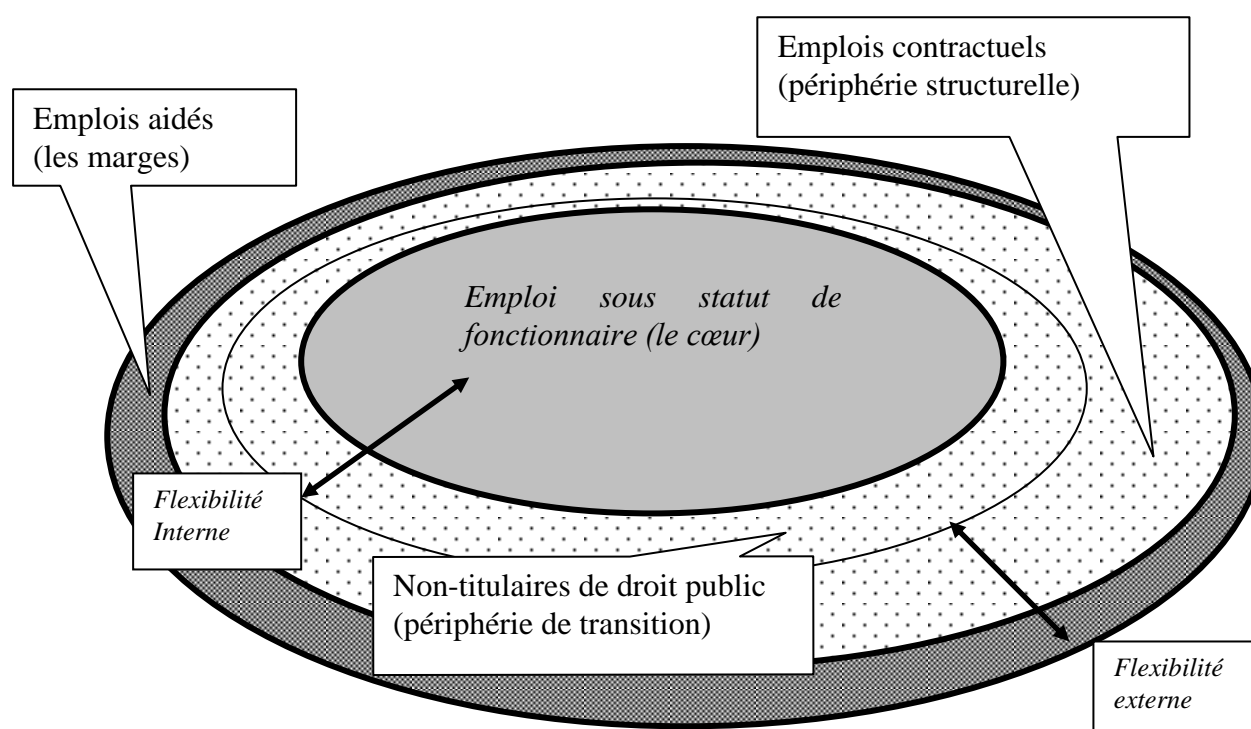 Emplois contractuels
(périphérie structurelle)
Emplois aidés
(les marges)
Emploi sous statut de
fonctionnaire (le cœur)
Flexibilité
Interne
Non-titulaires de droit public
(périphérie de transition)
Flexibilité
externe